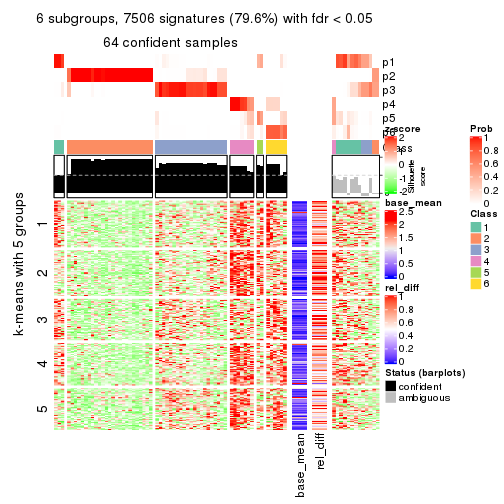 6 subgroups, 7506 signatures (79.6%) with fdr < 0.05
64 confident samples
p1
p2
p3
p4
p5
p6
Class
z-score
2
1
0
-1
-2
Silhouette
score
Prob
1
0.8
0.6
0.4
0.2
0
base_mean
2.5
2
1.5
1
0.5
0
Class
1
2
3
4
5
6
rel_diff
1
0.8
0.6
0.4
0.2
0
Status (barplots)
confident
ambiguous
k-means with 5 groups
1
2
3
4
5
base_mean
rel_diff